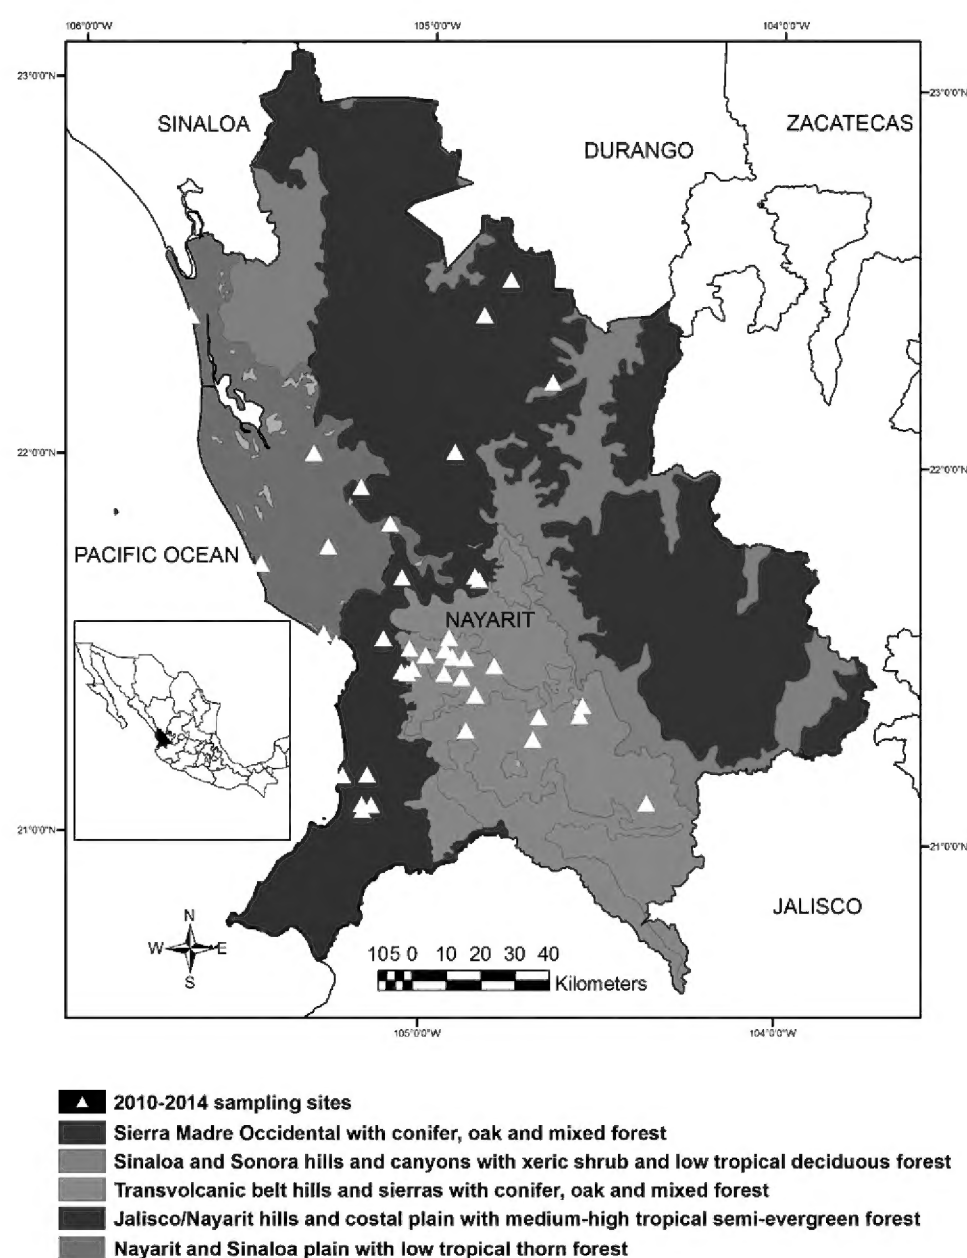 106°0'0"W 105°0'0"W 104°0'0"W
23°0'0"N
23°0'0"N
SINALOA
ZACATECAS
DURANGO
22°0'0"N
22°0'0"N
PACIFIC OCEAN
NAYARIT
21°0'0"N
21°0'0"N
JALISCO
N
W E
S
105 0 10 20 30 40
Kilometers
105°0'0"W 104°0'0"W
2010-2014 sampling sites
Sierra Madre Occidental with conifer, oak and mixed forest
Sinaloa and Sonora hills and canyons with xeric shrub and low tropical deciduous forest
Transvolcanic belt hills and sierras with conifer, oak and mixed forest
Jalisco/Nayarit hills and costal plain with medium-high tropical semi-evergreen forest
Nayarit and Sinaloa plain with low tropical thorn forest